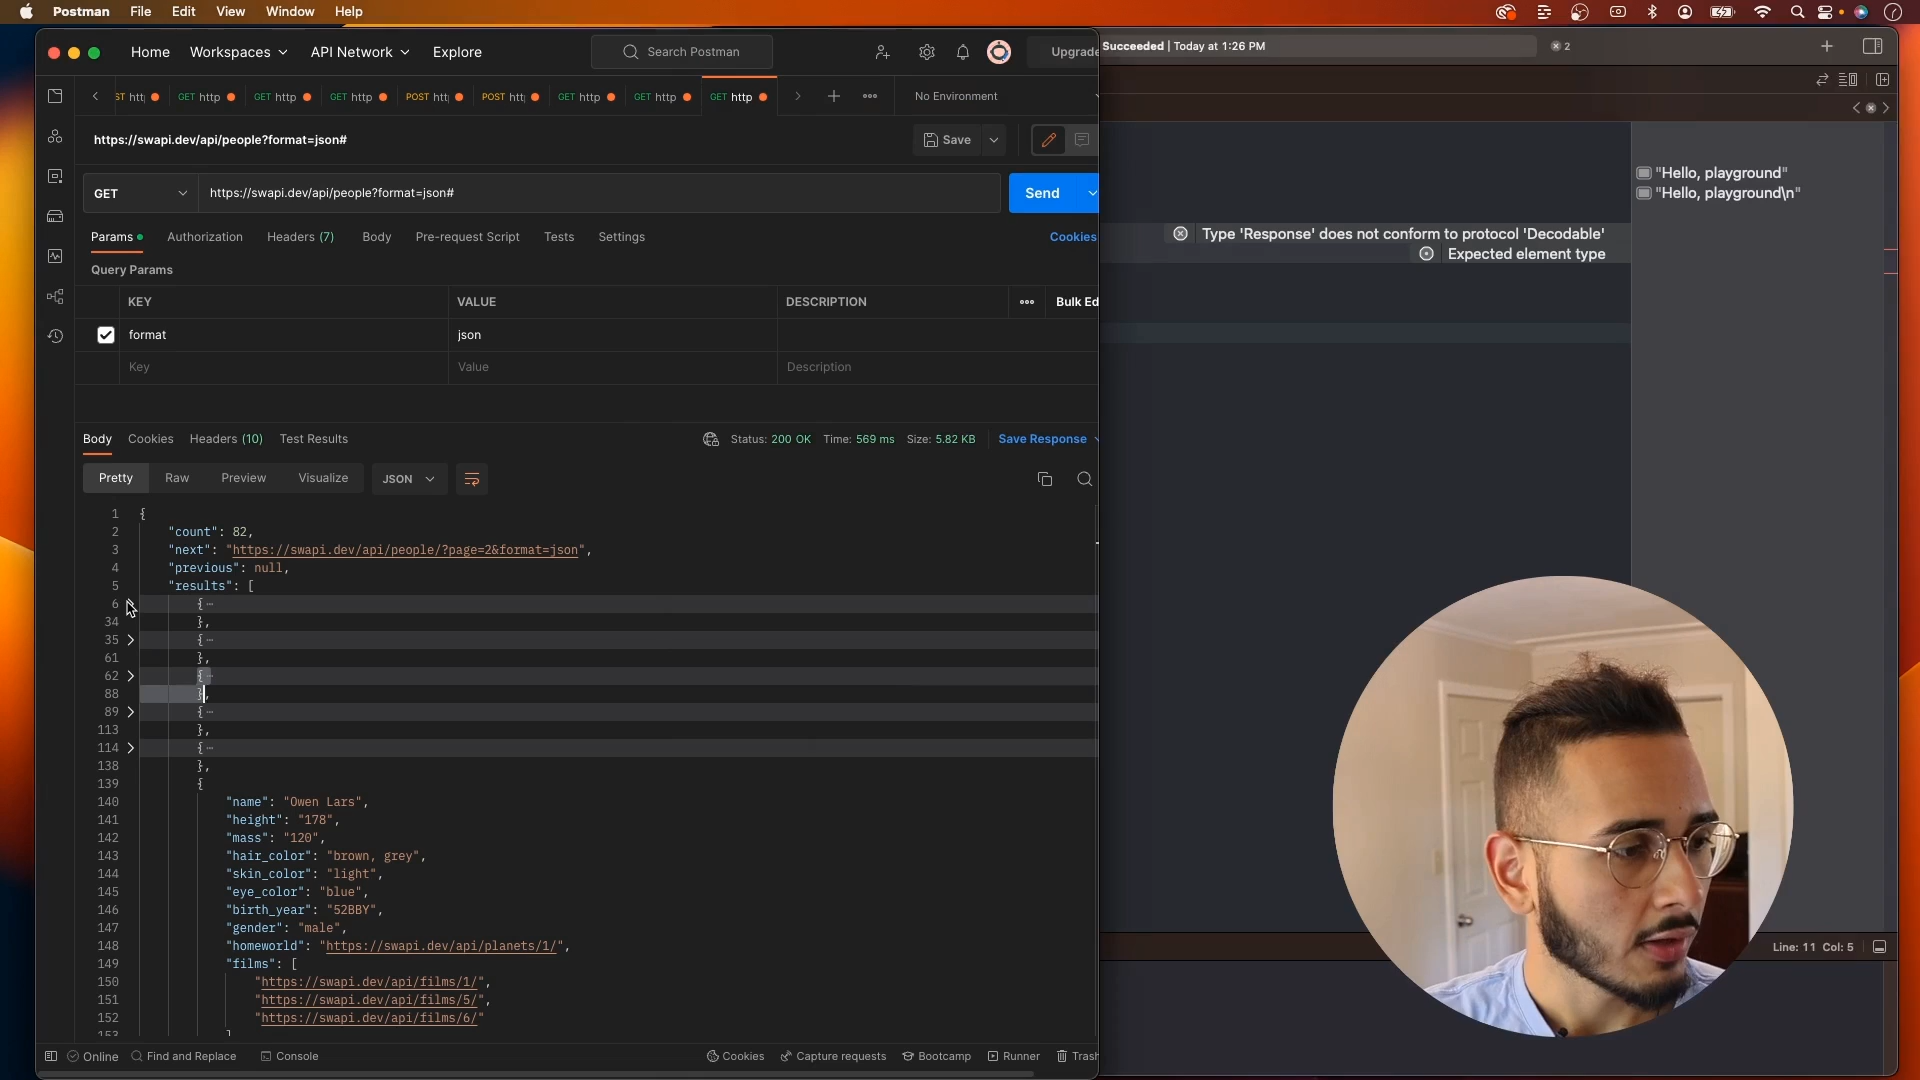 Postman File Edit View Window Help
Home Workspaces API Network Explore Search Postman Upgrade
ST htt GET http GET http GET http POST htt POST htt GET http GET http GET http No Environment
https://swapi.dev/api/people?format=json# Save
GET https://swapi.dev/api/people?format=json# Send
Params Authorization Headers (7) Body Pre-request Script Tests Settings Cookies
Query Params
KEY VALUE DESCRIPTION Bulk Ed
format json
Key Value Description
Body Cookies Headers (10) Test Results Status: 200 OK Time: 569 ms Size: 5.82 KB Save Response
Pretty Raw Preview Visualize JSON
1 {
2 "count": 82,
3 "next": "https://swapi.dev/api/people/?page=2&format=json",
4 "previous": null,
5 "results": [
6 {
34 },
35 {
61 },
62 {
88 },
89 {
113 },
114 {
138 },
139 {
140 "name": "Owen Lars",
141 "height": "178",
142 "mass": "120",
143 "hair_color": "brown, grey",
144 "skin_color": "light",
145 "eye_color": "blue",
146 "birth_year": "52BBY",
147 "gender": "male",
148 "homeworld": "https://swapi.dev/api/planets/1/",
149 "films": [
150 "https://swapi.dev/api/films/1/",
151 "https://swapi.dev/api/films/5/",
152 "https://swapi.dev/api/films/6/"
153 ]
Online Find and Replace Console Cookies Capture requests Bootcamp Runner Trash
Succeeded | Today at 1:26 PM 2
"Hello, playground"
"Hello, playground\n"
Type 'Response' does not conform to protocol 'Decodable'
Expected element type
Line: 11 Col: 5